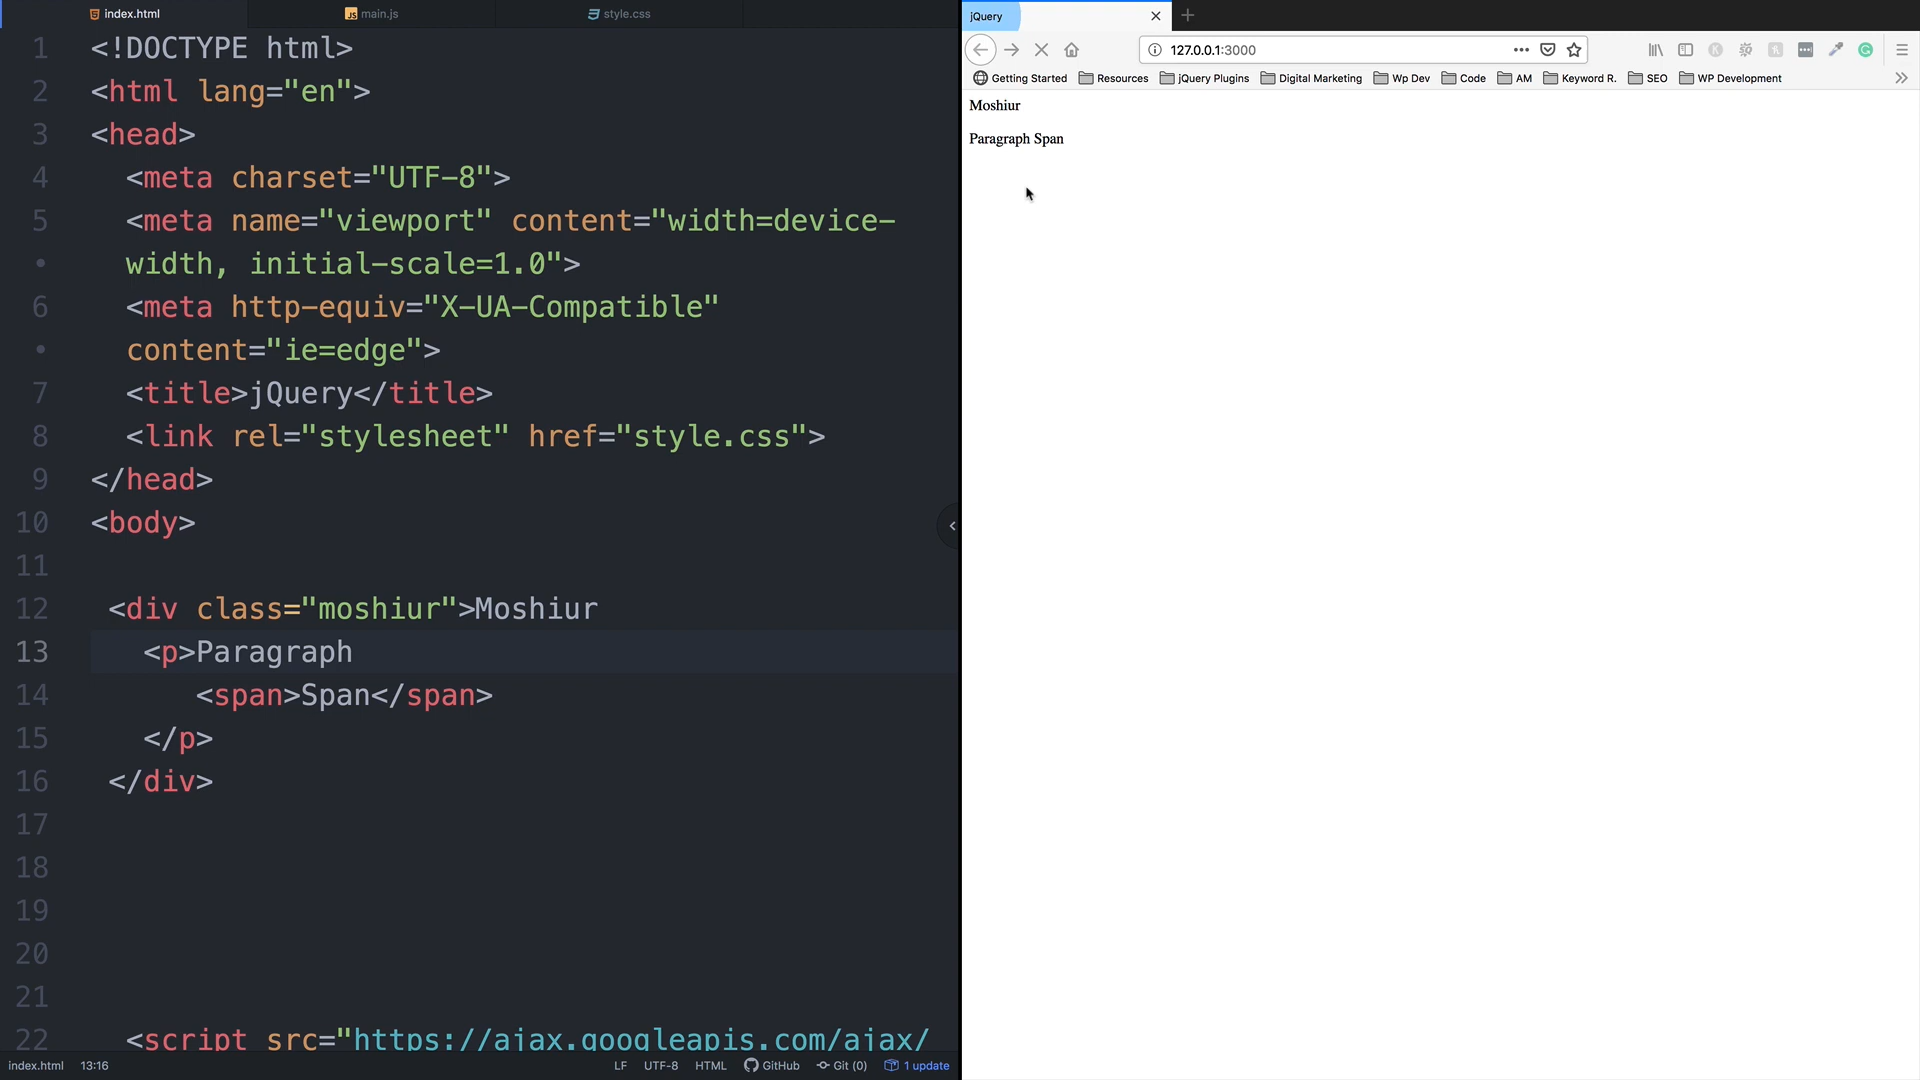 index.html
main.js
style.css
1 <!DOCTYPE html>
2 <html lang="en">
3 <head>
4 <meta charset="UTF-8">
5 <meta name="viewport" content="width=device-
width, initial-scale=1.0">
6 <meta http-equiv="X-UA-Compatible"
content="ie=edge">
7 <title>jQuery</title>
8 <link rel="stylesheet" href="style.css">
9 </head>
10 <body>
11
12 <div class="moshiur">Moshiur
13 <p>Paragraph
14 <span>Span</span>
15 </p>
16 </div>
17
18
19
20
21
22 <script src="https://ajax.googleapis.com/ajax/
index.html 13:16 LF UTF-8 HTML GitHub Git (0) 1 update
jQuery
127.0.0.1:3000
Getting Started Resources jQuery Plugins Digital Marketing Wp Dev Code AM Keyword R. SEO WP Development
Moshiur
Paragraph Span